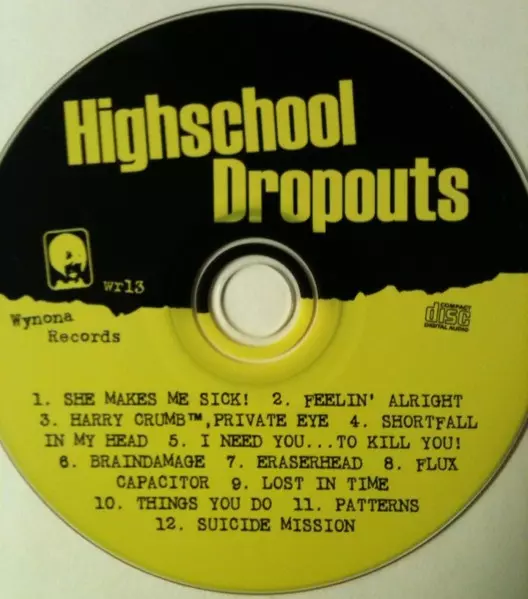 Highschool
Dropouts
wr13
Wynona
Records
COMPACT
disc
DIGITAL AUDIO
1. SHE MAKES ME SICK! 2. FEELIN' ALRIGHT
3. HARRY CRUMB™,PRIVATE EYE 4. SHORTFALL
IN MY HEAD 5. I NEED YOU...TO KILL YOU!
6. BRAINDAMAGE 7. ERASERHEAD 8. FLUX
CAPACITOR 9. LOST IN TIME
10. THINGS YOU DO 11. PATTERNS
12. SUICIDE MISSION